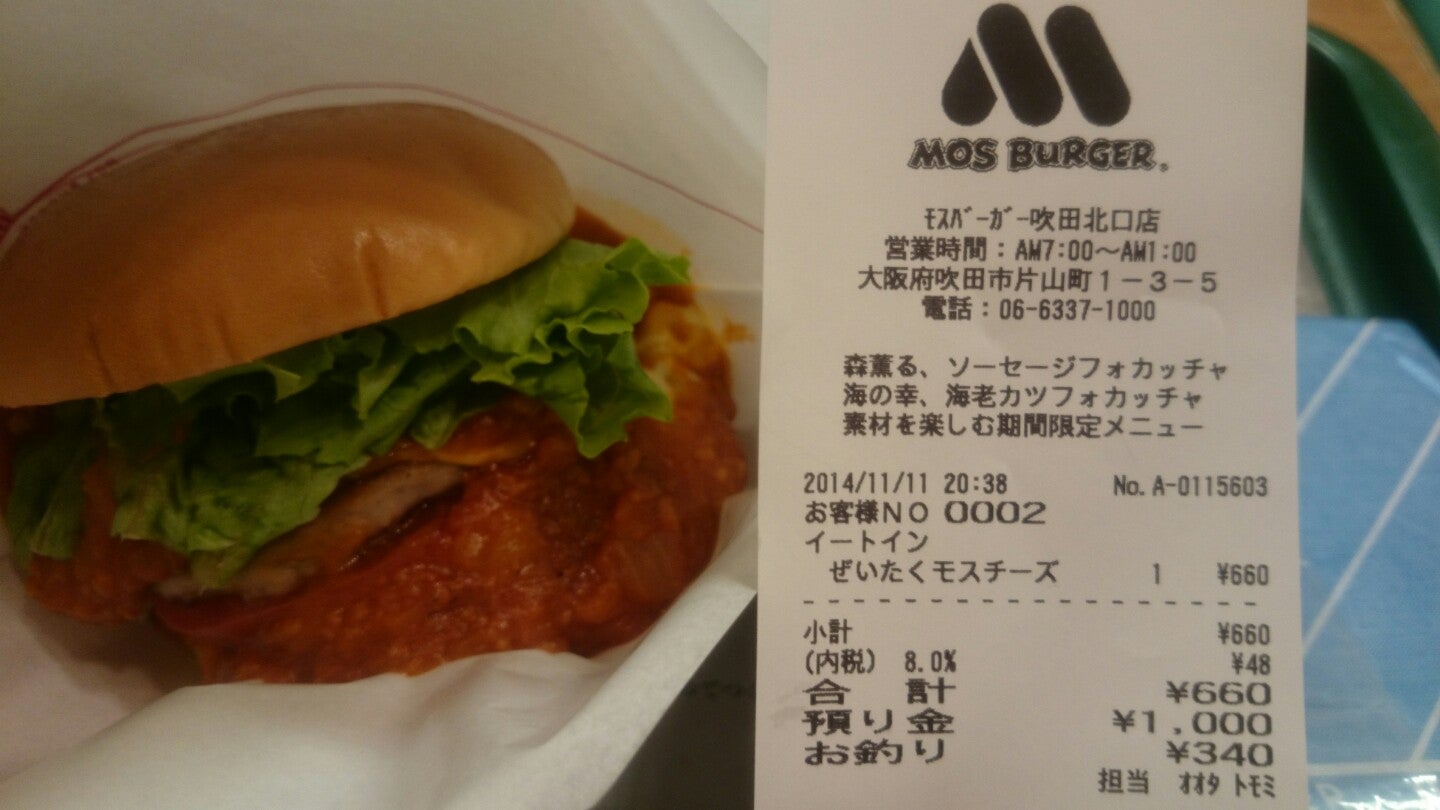 MOS BURGER®
ﾓｽﾊﾞｰｶﾞｰ吹田北口店
営業時間：AM7:00～AM1:00
大阪府吹田市片山町１－３－５
電話：06-6337-1000
森薫る、ソーセージフォカッチャ
海の幸、海老カツフォカッチャ
素材を楽しむ期間限定メニュー
2014/11/11 20:38 No.A-0115603
お客様ＮＯ 0002
イートイン
ぜいたくモスチーズ 1 ¥660
小計 ¥660
(内税) 8.0% ¥48
合計 ¥660
預り金 ¥1,000
お釣り ¥340
担当 ｵｵﾀ ﾄﾓﾐ